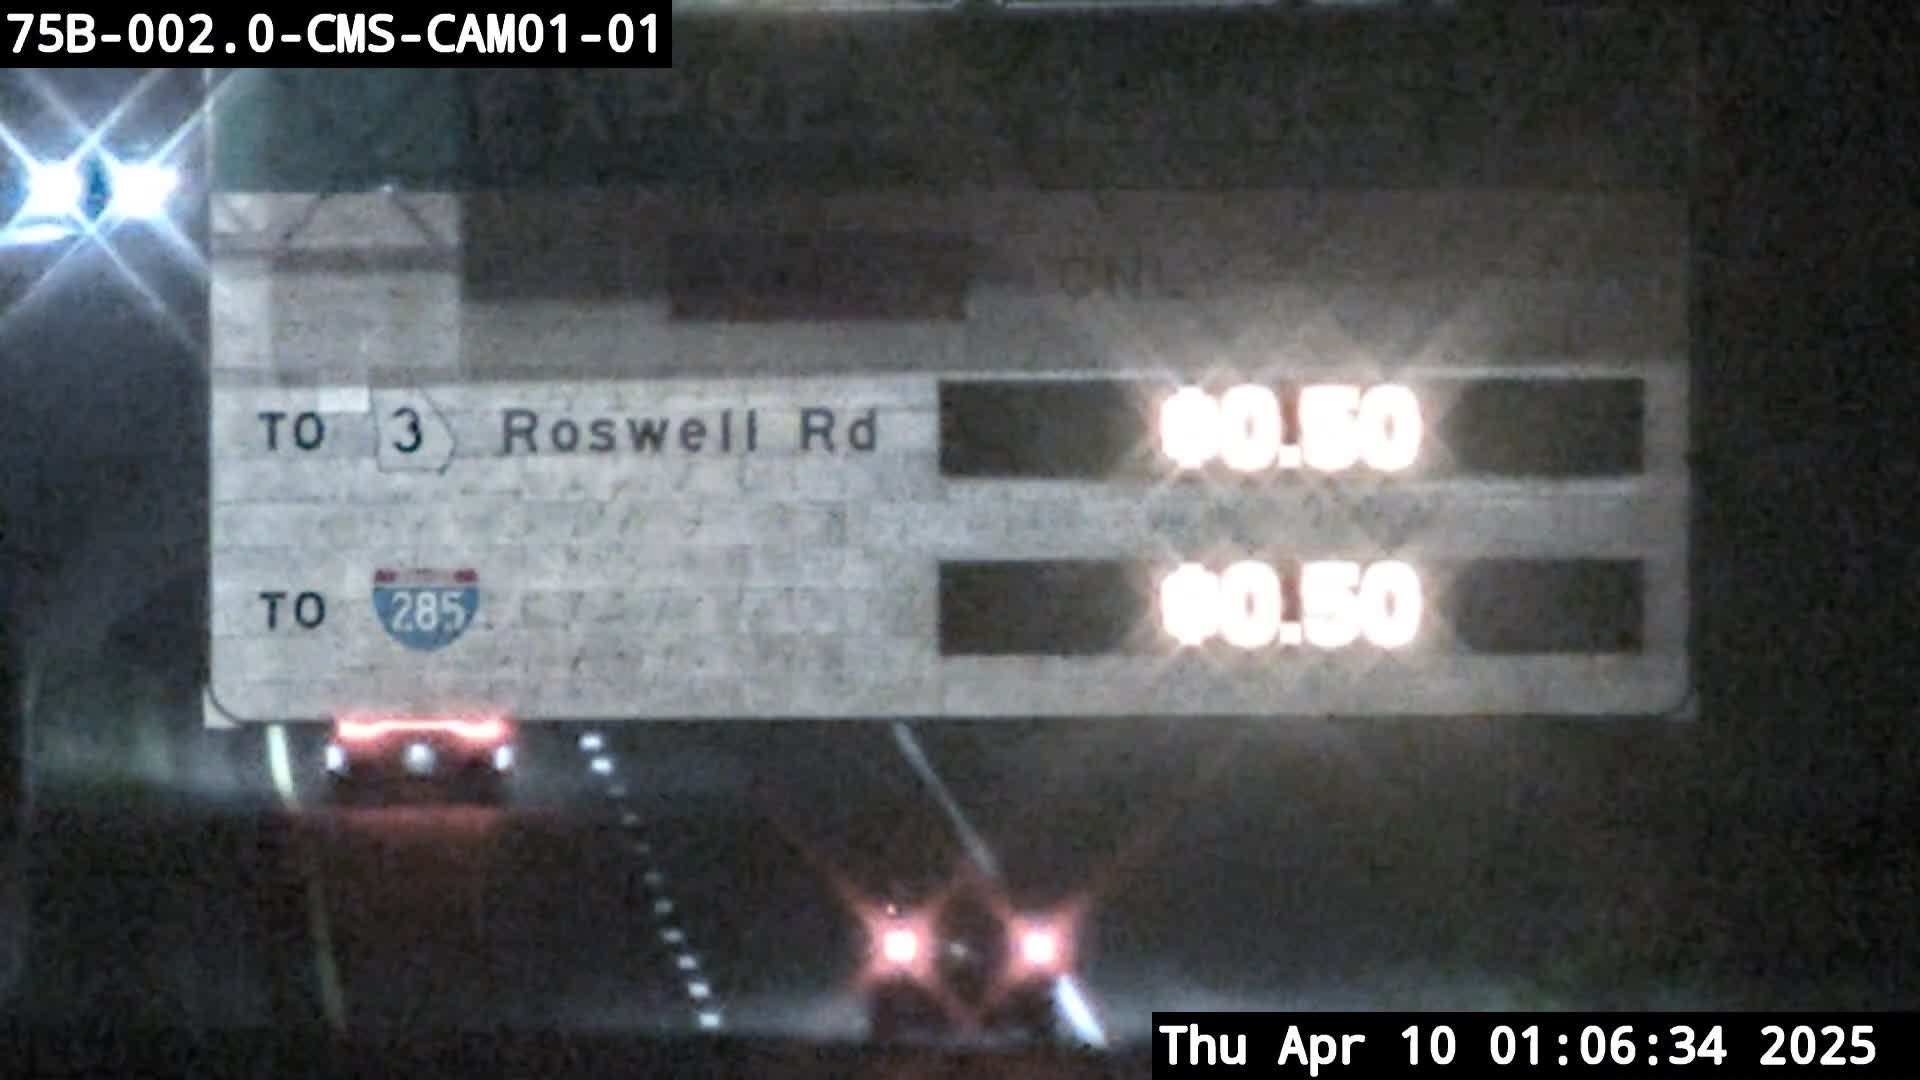 75B-002.0-CMS-CAM01-01
ONLY
TO 3 Roswell Rd $0.50
TO 285 $0.50
Thu Apr 10 01:06:34 2025